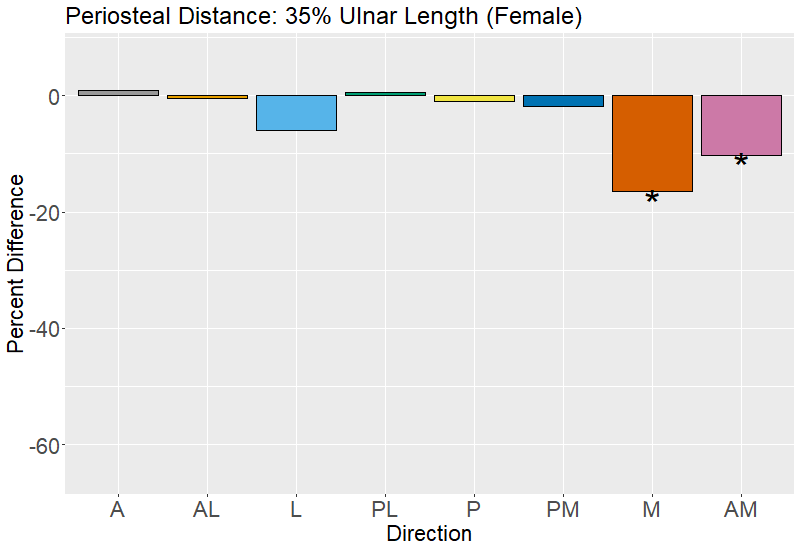 Periosteal Distance: 35% Ulnar Length (Female)
Percent Difference
0
-20
-40
-60
*
*
A AL L PL P PM M AM
Direction